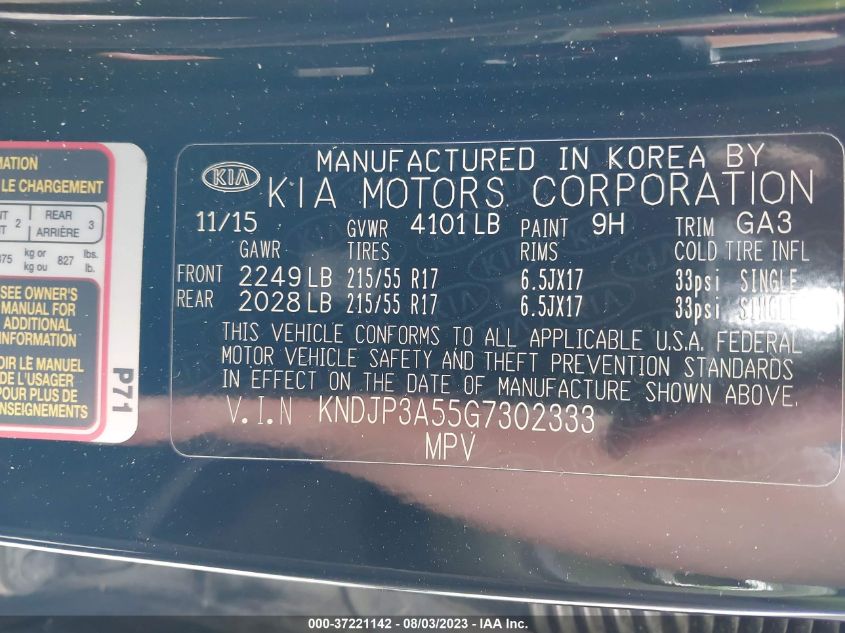 MATION
LE CHARGEMENT
NT 2 REAR 3
NT ARRIÈRE
375 kg or 827 lbs.
kg ou lb.
SEE OWNER'S
MANUAL FOR
ADDITIONAL
INFORMATION
OIR LE MANUEL
DE L'USAGER
POUR PLUS DE
P71
KIA MANUFACTURED IN KOREA BY
KIA MOTORS CORPORATION
11/15 GVWR 4101 LB PAINT 9H TRIM GA3
GAWR TIRES RIMS COLD TIRE INFL
FRONT 2249 LB 215/55 R17 6.5JX17 33psi SINGLE
REAR 2028 LB 215/55 R17 6.5JX17 33psi SINGLE
THIS VEHICLE CONFORMS TO ALL APPLICABLE U.S.A. FEDERAL
MOTOR VEHICLE SAFETY AND THEFT PREVENTION STANDARDS
IN EFFECT ON THE DATE OF MANUFACTURE SHOWN ABOVE.
V.I.N KNDJP3A55G7302333
MPV
000-37221142 - 08/03/2023 - IAA Inc.